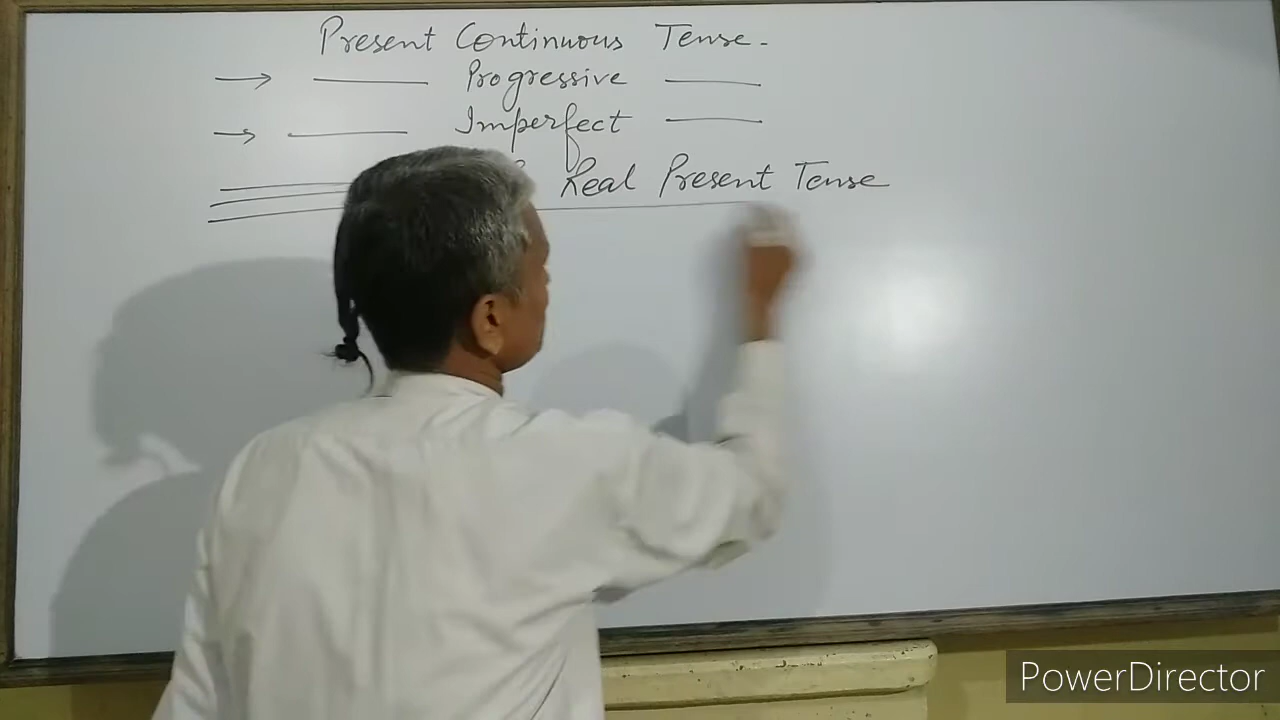 Present Continuous Tense.
→ Progressive
→ Imperfect
Real Present Tense
PowerDirector